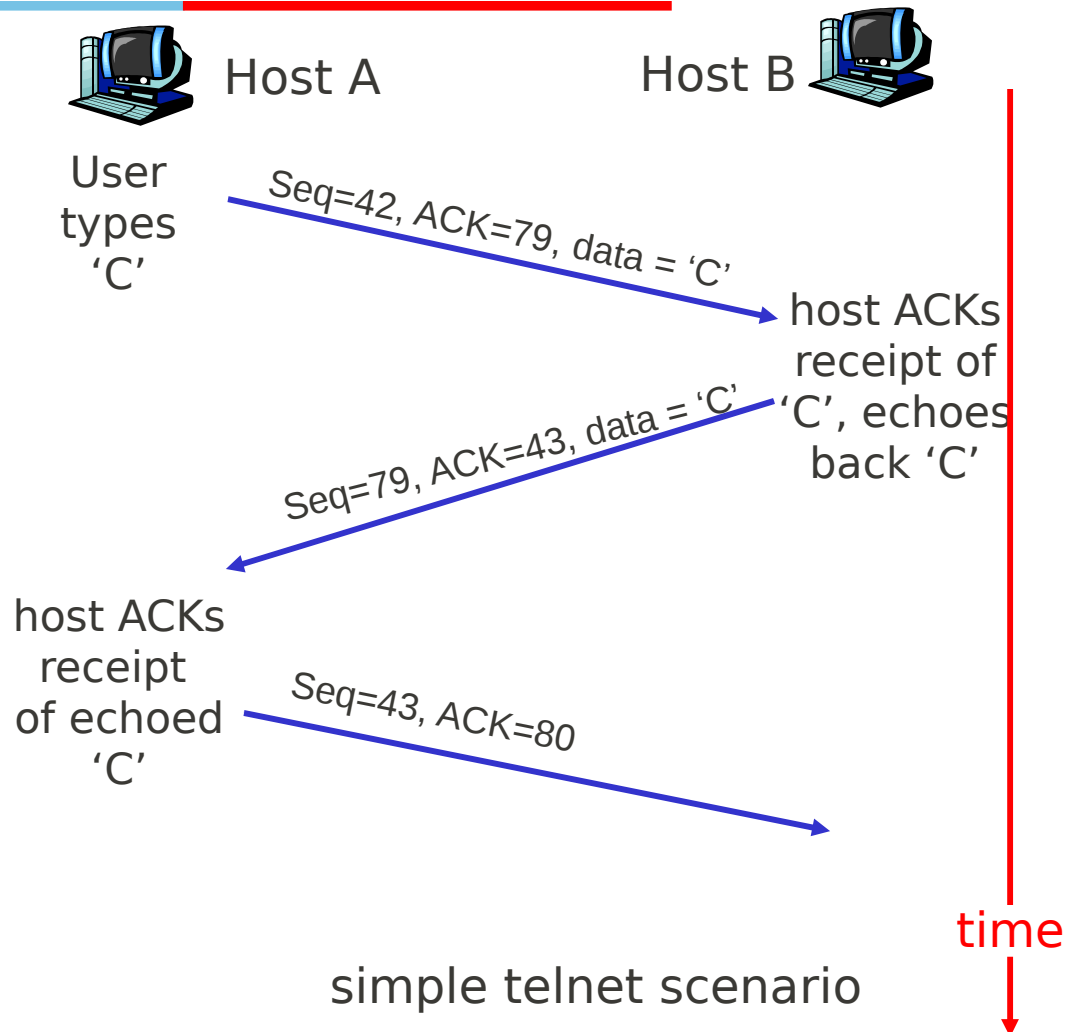 Host A
Host B
User
types
‘C’
Seq=42, ACK=79, data = ‘C’
host ACKs
receipt of
‘C’, echoes
back ‘C’
Seq=79, ACK=43, data = ‘C’
host ACKs
receipt
of echoed
‘C’
Seq=43, ACK=80
time
simple telnet scenario